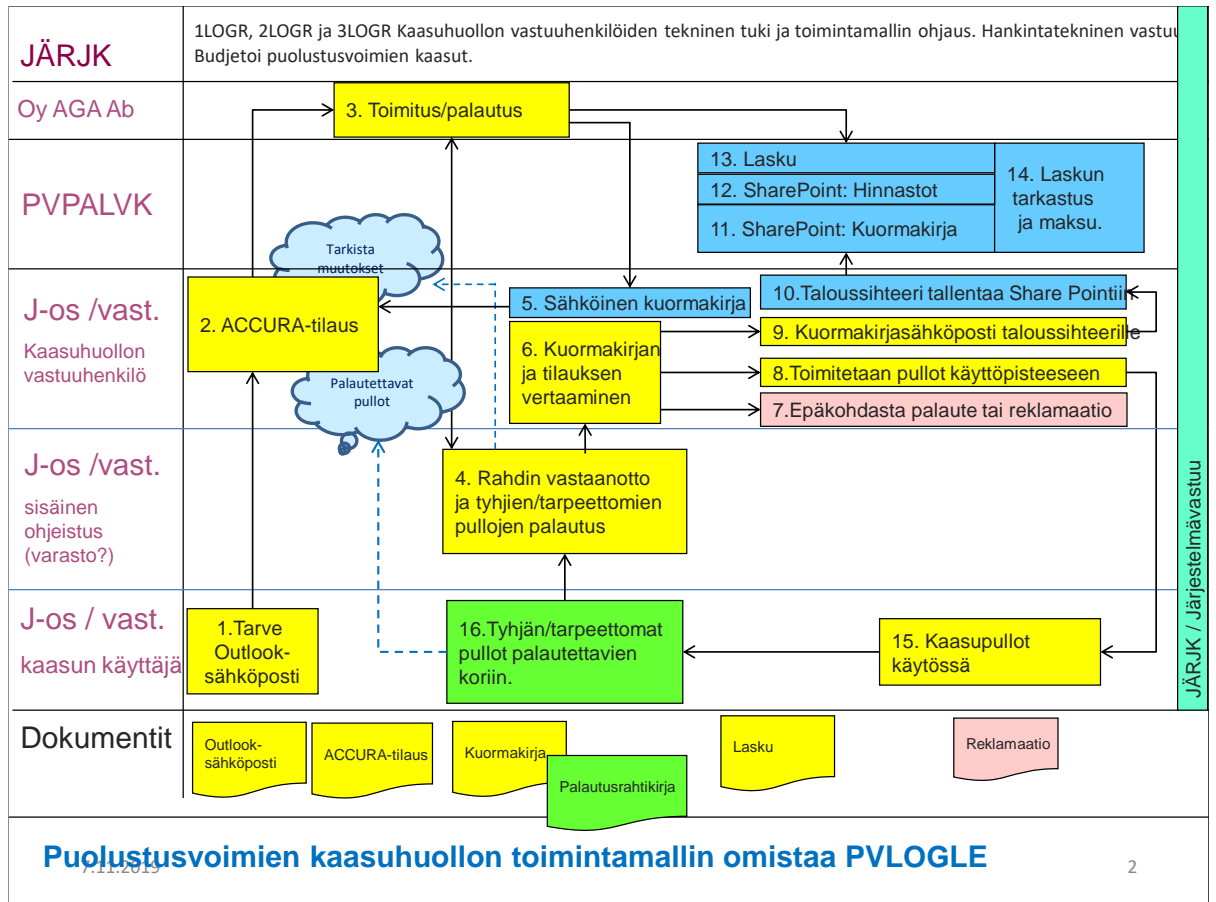 JÄRJK
1LOGR, 2LOGR ja 3LOGR Kaasuhuollon vastuuhenkilöiden tekninen tuki ja toimintamallin ohjaus. Hankintatekninen vastuu
Budjetoi puolustusvoimien kaasut.
Oy AGA Ab
3. Toimitus/palautus
PVPALVK
13. Lasku
12. SharePoint: Hinnastot
11. SharePoint: Kuormakirja
14. Laskun
tarkastus
ja maksu.
Tarkista
muutokset
J-os /vast.
Kaasuhuollon
vastuuhenkilö
2. ACCURA-tilaus
Palautettavat
pullot
5. Sähköinen kuormakirja
6. Kuormakirjan
ja tilauksen
vertaaminen
10.Taloussihteeri tallentaa Share Pointiin
9. Kuormakirjasähköposti taloussihteerille
8.Toimitetaan pullot käyttöpisteeseen
7.Epäkohdasta palaute tai reklamaatio
J-os /vast.
sisäinen
ohjeistus
(varasto?)
4. Rahdin vastaanotto
ja tyhjien/tarpeettomien
pullojen palautus
J-os / vast.
kaasun käyttäjä
1.Tarve
Outlook-
sähköposti
16.Tyhjän/tarpeettomat
pullot palautettavien
koriin.
15. Kaasupullot
käytössä
JÄRJK / Järjestelmävastuu
Dokumentit
Outlook-
sähköposti
ACCURA-tilaus
Kuormakirja
Palautusrahtikirja
Lasku
Reklamaatio
Puolustusvoimien kaasuhuollon toimintamallin omistaa PVLOGLE
7.11.2019
2